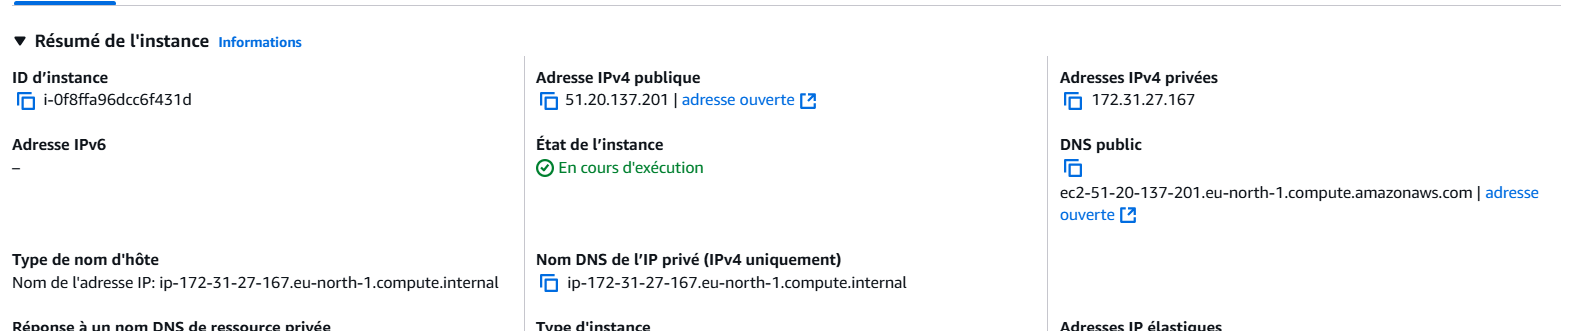 Résumé de l'instance Informations
ID d’instance
i-0f8ffa96dcc6f431d
Adresse IPv4 publique
51.20.137.201 | adresse ouverte
Adresses IPv4 privées
172.31.27.167
Adresse IPv6
–
État de l’instance
En cours d'exécution
DNS public
ec2-51-20-137-201.eu-north-1.compute.amazonaws.com | adresse
ouverte
Type de nom d'hôte
Nom de l'adresse IP: ip-172-31-27-167.eu-north-1.compute.internal
Nom DNS de l’IP privé (IPv4 uniquement)
ip-172-31-27-167.eu-north-1.compute.internal
Réponse à un nom DNS de ressource privée
Type d'instance
Adresses IP élastiques